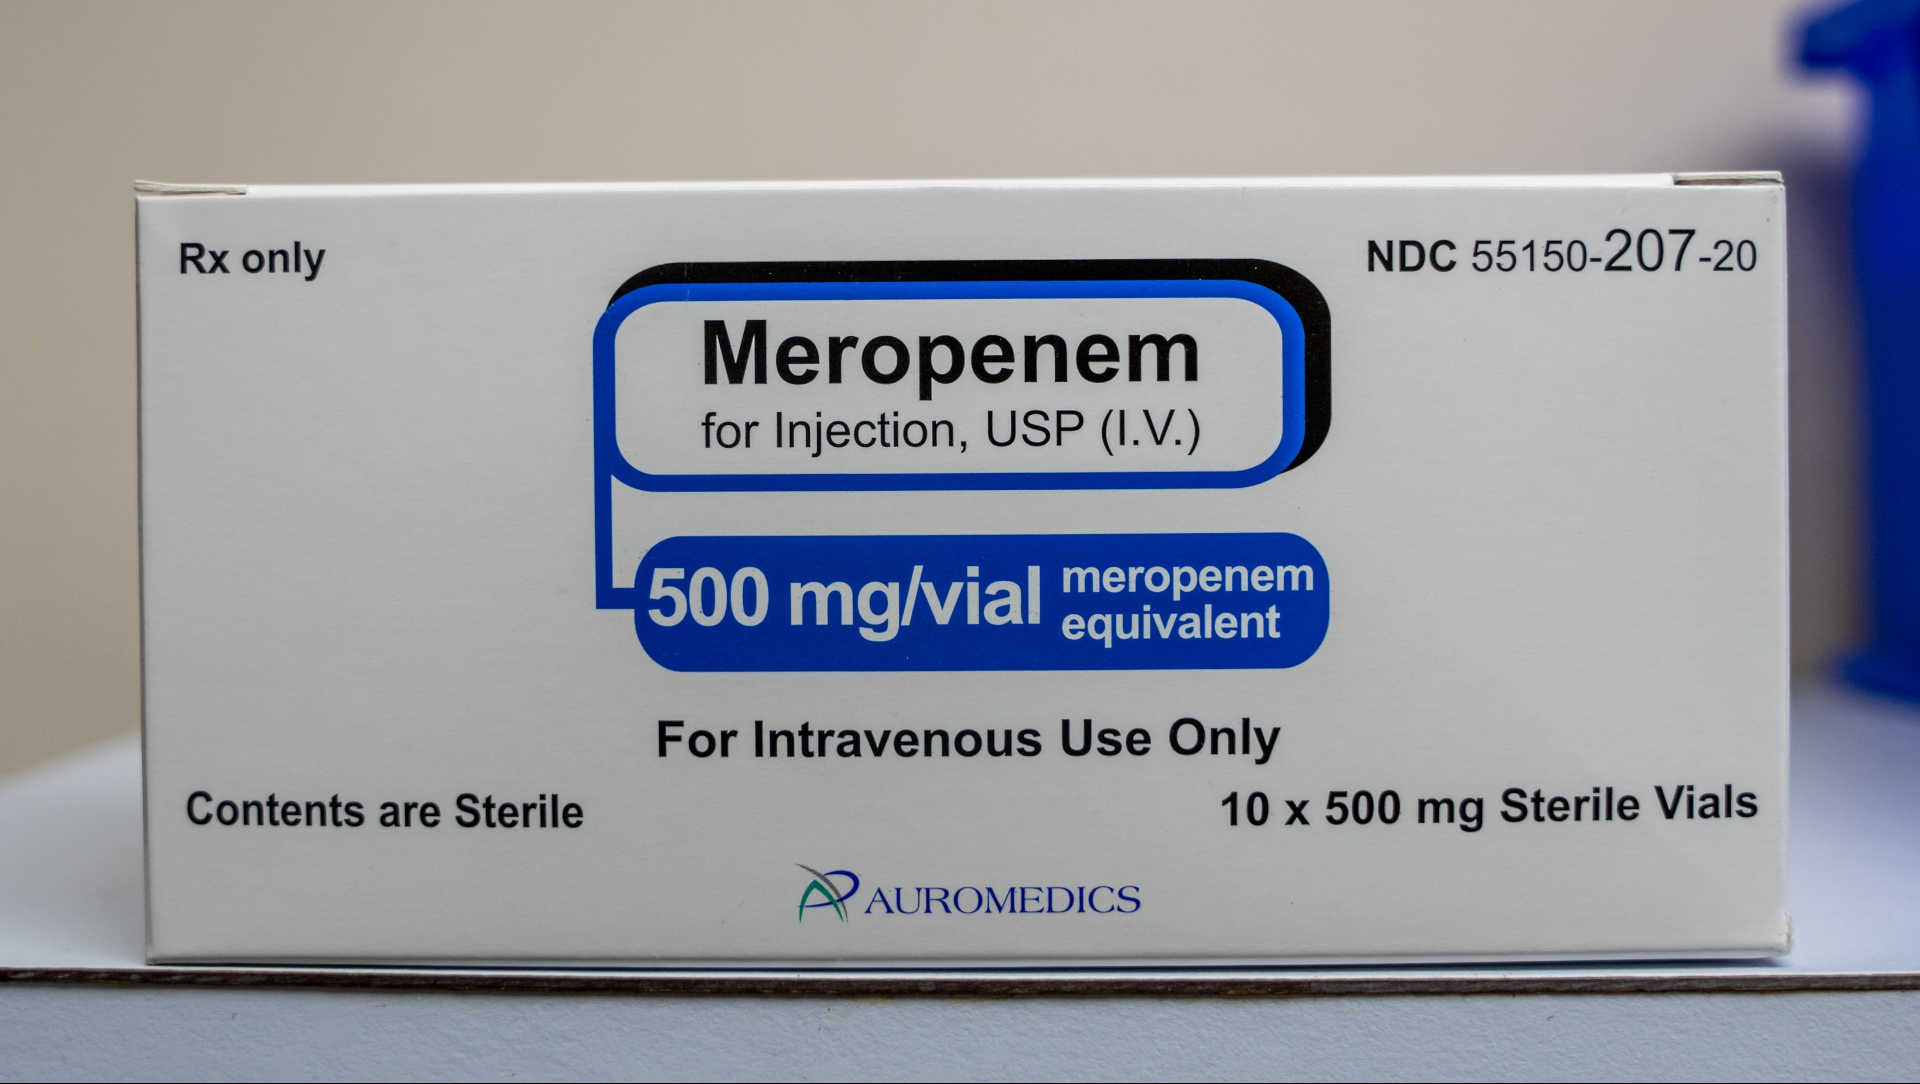 Rx only
NDC 55150-207-20
Meropenem
for Injection, USP (I.V.)
500 mg/vial meropenem
equivalent
For Intravenous Use Only
Contents are Sterile
10 x 500 mg Sterile Vials
AUROMEDICS